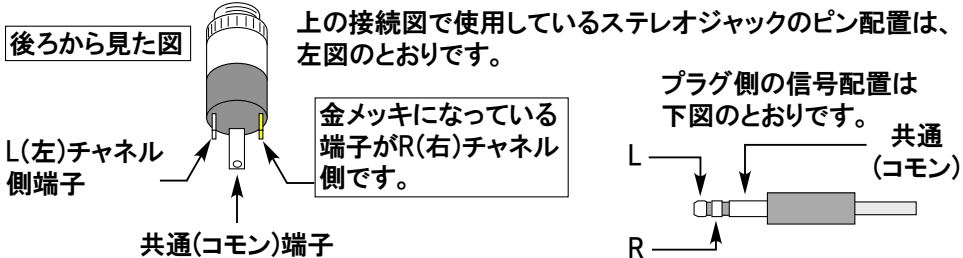 後ろから見た図
上の接続図で使用しているステレオジャックのピン配置は、
左図のとおりです。
L(左)チャネル
側端子
金メッキになっている
端子がR(右)チャネル
側です。
共通(コモン)端子
プラグ側の信号配置は
下図のとおりです。
共通
(コモン)
L
R